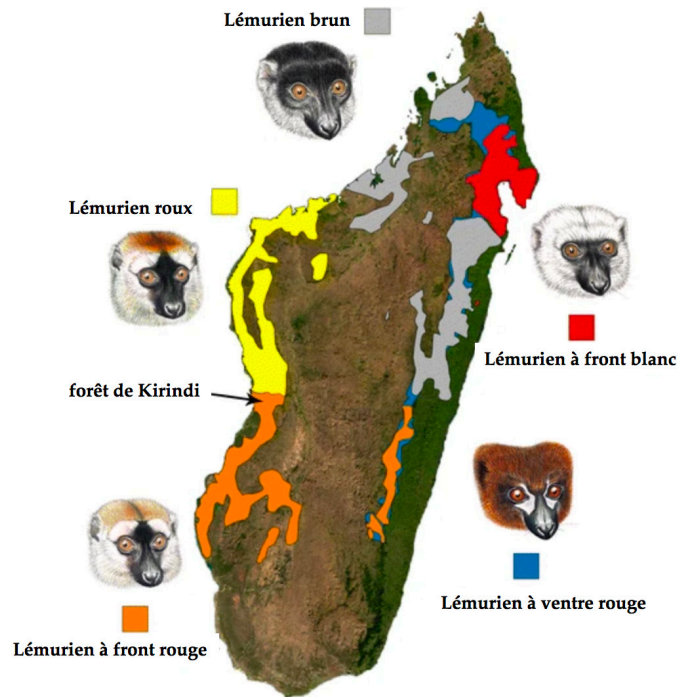 Lémurien brun
Lémurien roux
Lémurien à front blanc
forêt de Kirindi
Lémurien à ventre rouge
Lémurien à front rouge